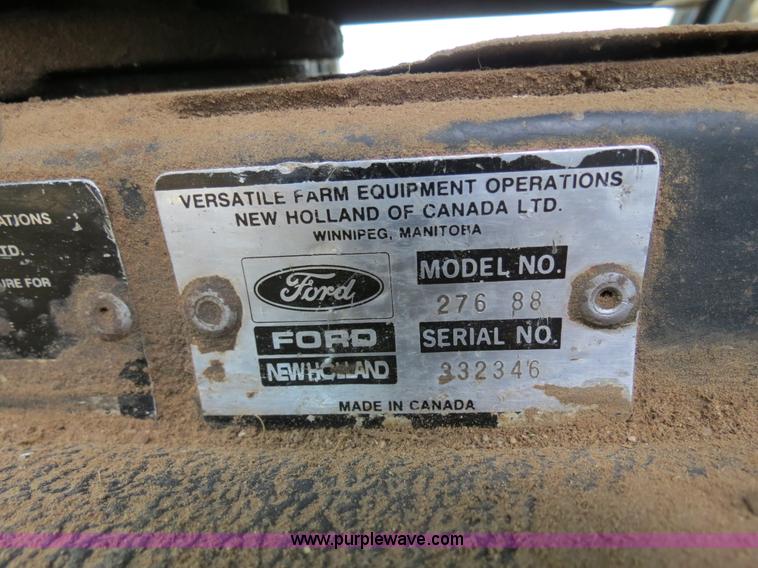 ATIONS
TD.
URE FOR
VERSATILE FARM EQUIPMENT OPERATIONS
NEW HOLLAND OF CANADA LTD.
WINNIPEG, MANITOBA
Ford
MODEL NO.
276 88
FORD
SERIAL NO.
NEW HOLLAND
332346
MADE IN CANADA
www.purplewave.com